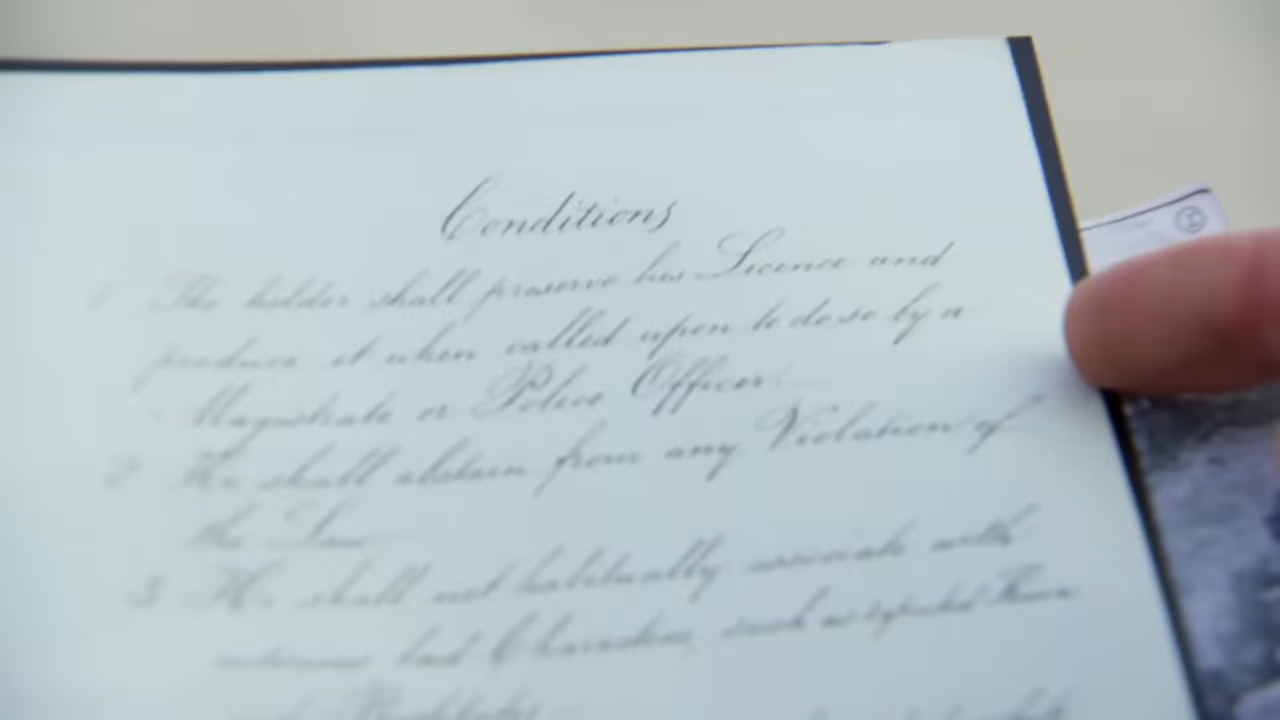 Conditions
1 The holder shall preserve his Licence and
produce it when called upon to do so by a
Magistrate or Police Officer.
2 He shall abstain from any Violation of
the Law
3 He shall not habitually associate with
notorious bad Characters, such as reputed Thieves
and Prostitutes